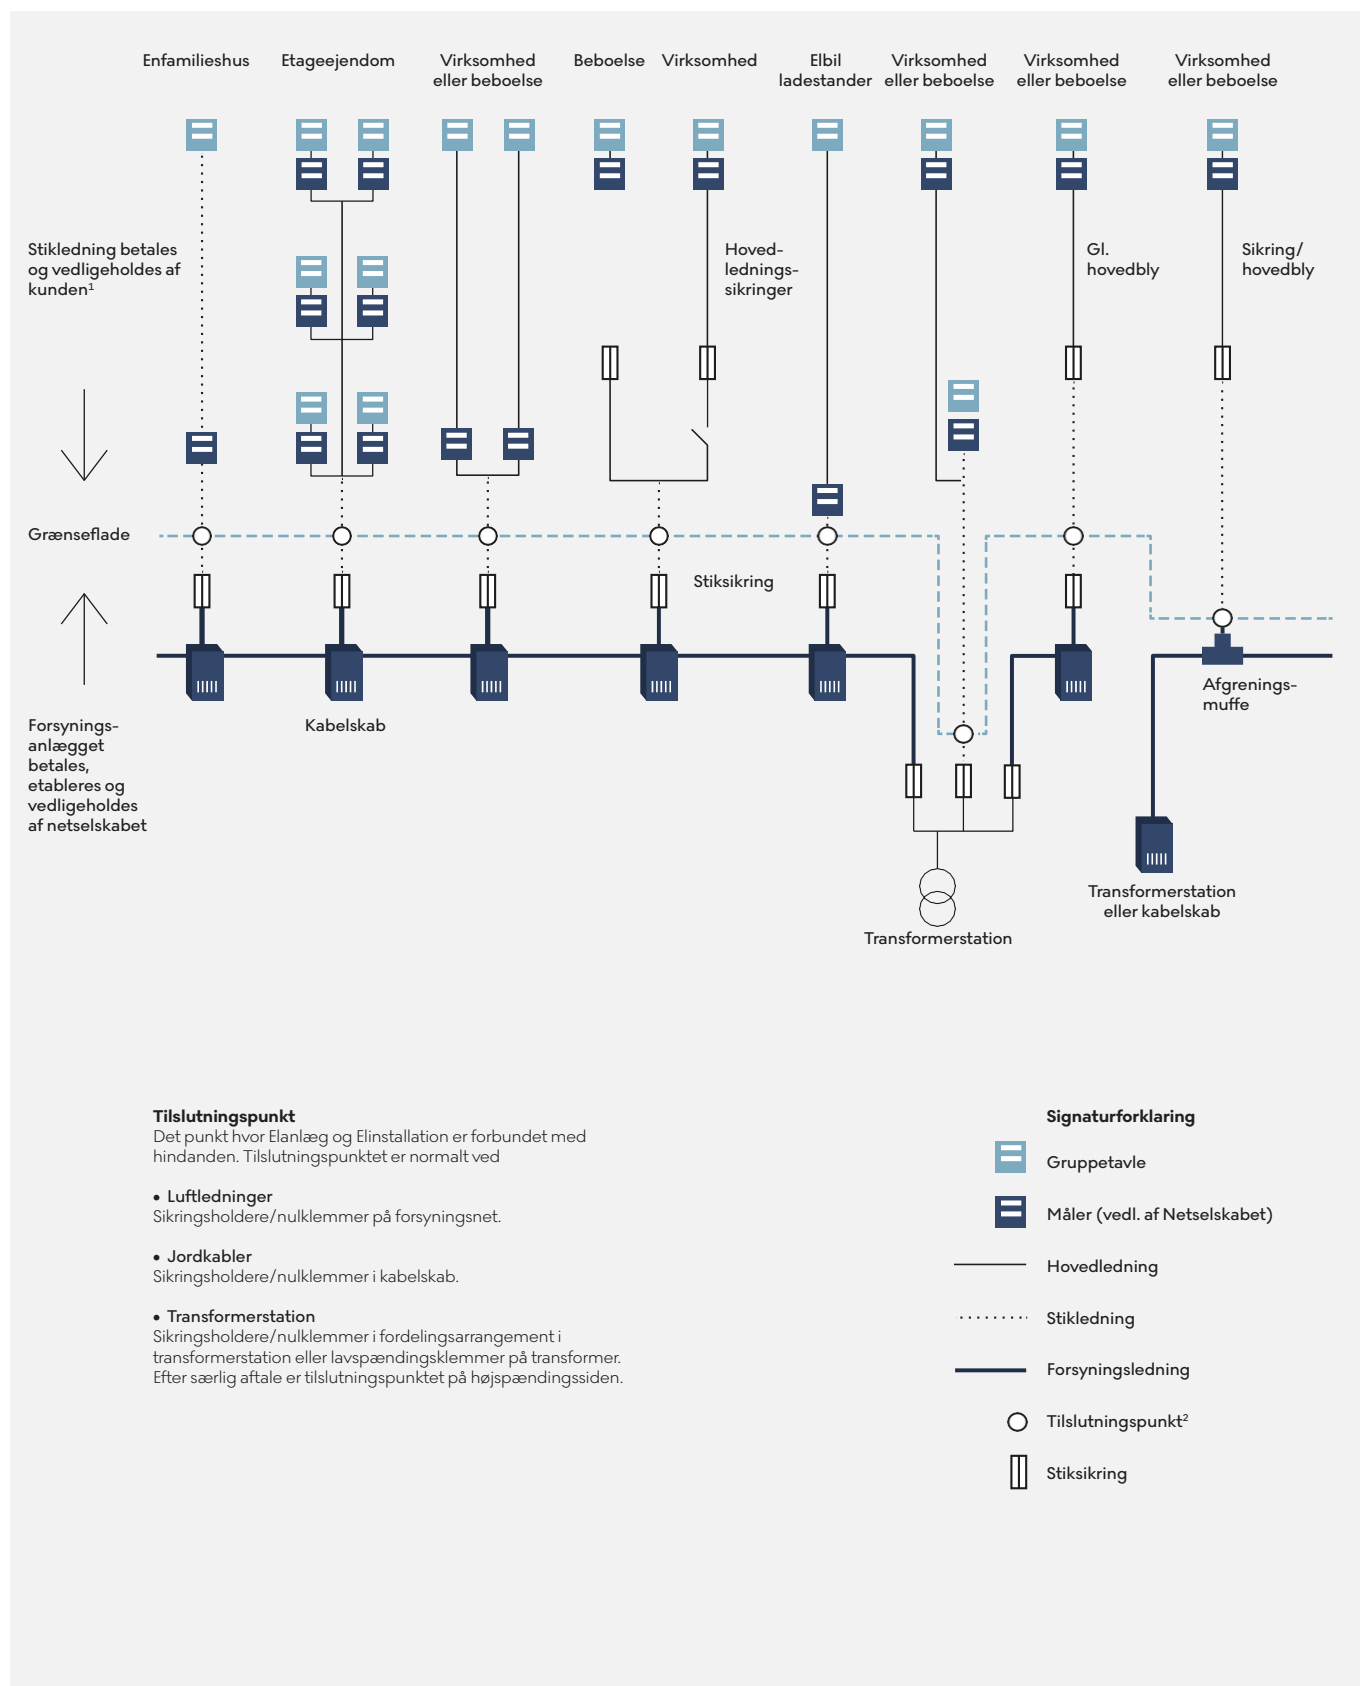 Enfamilieshus
Etageejendom
Virksomhed
eller beboelse
Beboelse
Virksomhed
Elbil
ladestander
Virksomhed
eller beboelse
Virksomhed
eller beboelse
Virksomhed
eller beboelse
Stikledning betales
og vedligeholdes af
kunden¹
Hoved-
lednings-
sikringer
Gl.
hovedbly
Sikring/
hovedbly
Grænseflade
Stiksikring
Forsynings-
anlægget
betales,
etableres og
vedligeholdes
af netselskabet
Kabelskab
Afgrenings-
muffe
Transformerstation
eller kabelskab
Transformerstation
Tilslutningspunkt
Det punkt hvor Elanlæg og Elinstallation er forbundet med
hindanden. Tilslutningspunktet er normalt ved
• Luftledninger
Sikringsholdere/nulklemmer på forsyningsnet.
• Jordkabler
Sikringsholdere/nulklemmer i kabelskab.
• Transformerstation
Sikringsholdere/nulklemmer i fordelingsarrangement i
transformerstation eller lavspændingsklemmer på transformer.
Efter særlig aftale er tilslutningspunktet på højspændingssiden.
Signaturforklaring
Gruppetavle
Måler (vedl. af Netselskabet)
Hovedledning
Stikledning
Forsyningsledning
Tilslutningspunkt²
Stiksikring